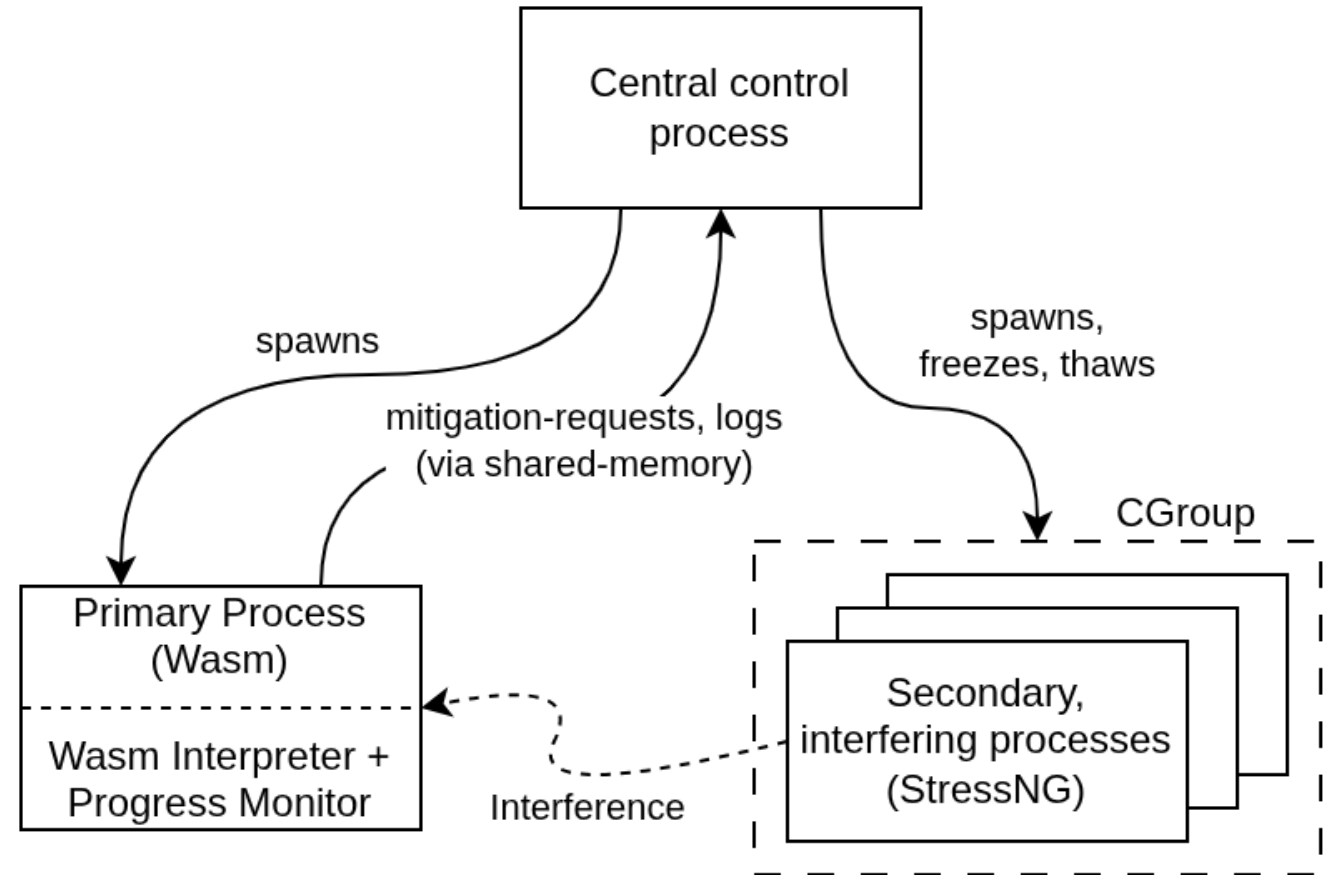 Central control
process
spawns
spawns,
freezes, thaws
mitigation-requests, logs
(via shared-memory)
CGroup
Primary Process
(Wasm)
Wasm Interpreter +
Progress Monitor
Interference
Secondary,
interfering processes
(StressNG)